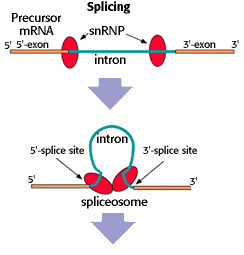 Splicing
Precursor
mRNA
snRNP
5' 5'-exon
3'-exon 3'
intron
intron
5'-splice site
3'-splice site
5'
3'
spliceosome